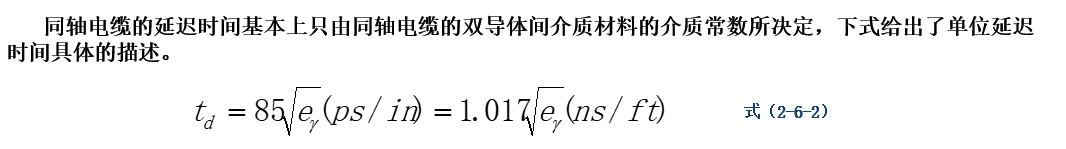 同轴电缆的延迟时间基本上只由同轴电缆的双导体间介质材料的介质常数所决定，下式给出了单位延迟
时间具体的描述。
t_d = 85√e_γ(ps/in) = 1.017√e_γ(ns/ft) 式（2-6-2）